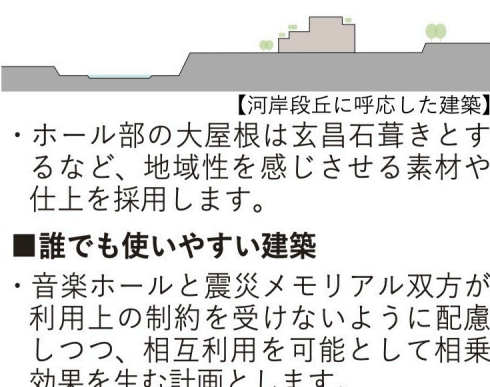 【河岸段丘に呼応した建築】
・ホール部の大屋根は玄昌石葺きとす
るなど、地域性を感じさせる素材や
仕上を採用します。
■誰でも使いやすい建築
・音楽ホールと震災メモリアル双方が
利用上の制約を受けないように配慮
しつつ、相互利用を可能として相乗
効果を生む計画とします。